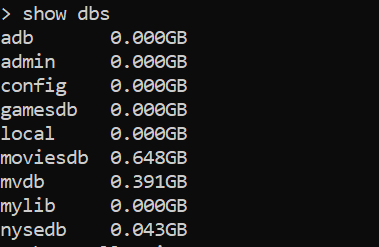 > show dbs
adb        0.000GB
admin      0.000GB
config     0.000GB
gamesdb    0.000GB
local      0.000GB
moviesdb   0.648GB
mvdb       0.391GB
mylib      0.000GB
nysedb     0.043GB